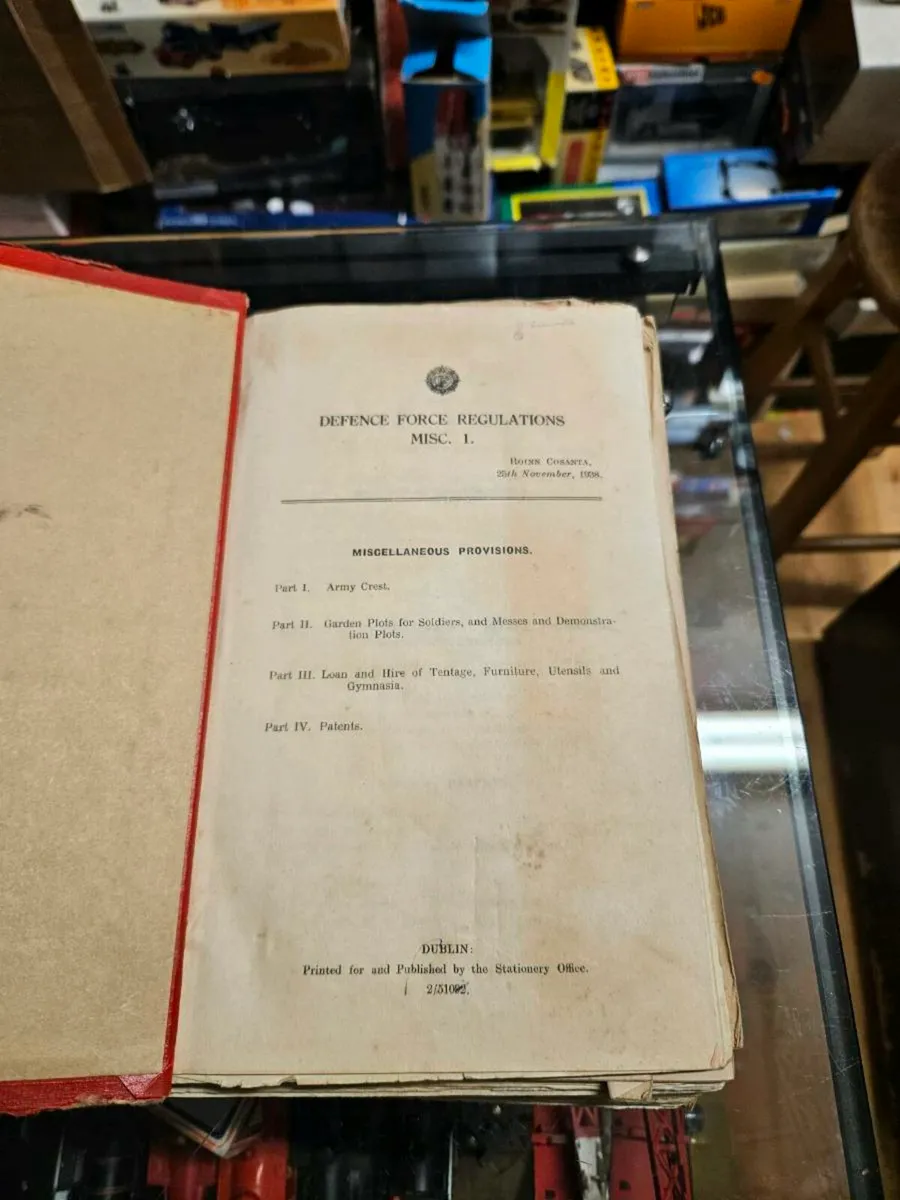 JCB
DEFENCE FORCE REGULATIONS
MISC. 1.
ROINN COSANTA,
25th November, 1938.
MISCELLANEOUS PROVISIONS.
Part I. Army Crest.
Part II. Garden Plots for Soldiers, and Messes and Demonstra-
tion Plots.
Part III. Loan and Hire of Tentage, Furniture, Utensils and
Gymnasia.
Part IV. Patents.
DUBLIN:
Printed for and Published by the Stationery Office.